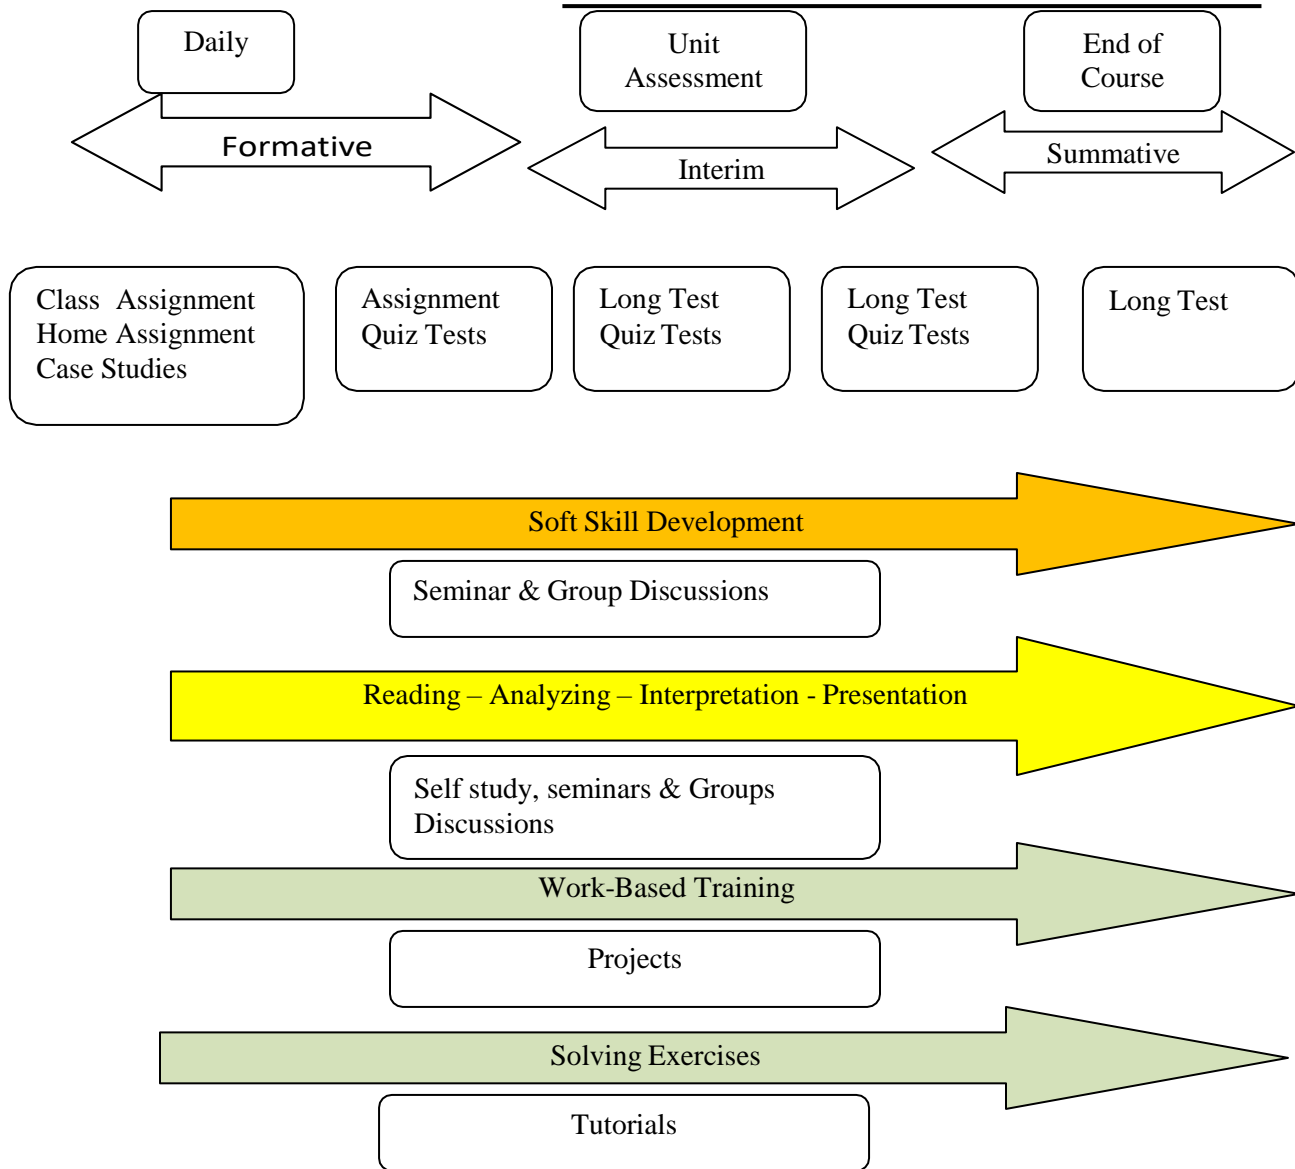 Daily
Unit
Assessment
End of
Course
Formative
Interim
Summative
Class Assignment
Home Assignment
Case Studies
Assignment
Quiz Tests
Long Test
Quiz Tests
Long Test
Quiz Tests
Long Test
Soft Skill Development
Seminar & Group Discussions
Reading – Analyzing – Interpretation - Presentation
Self study, seminars & Groups
Discussions
Work-Based Training
Projects
Solving Exercises
Tutorials